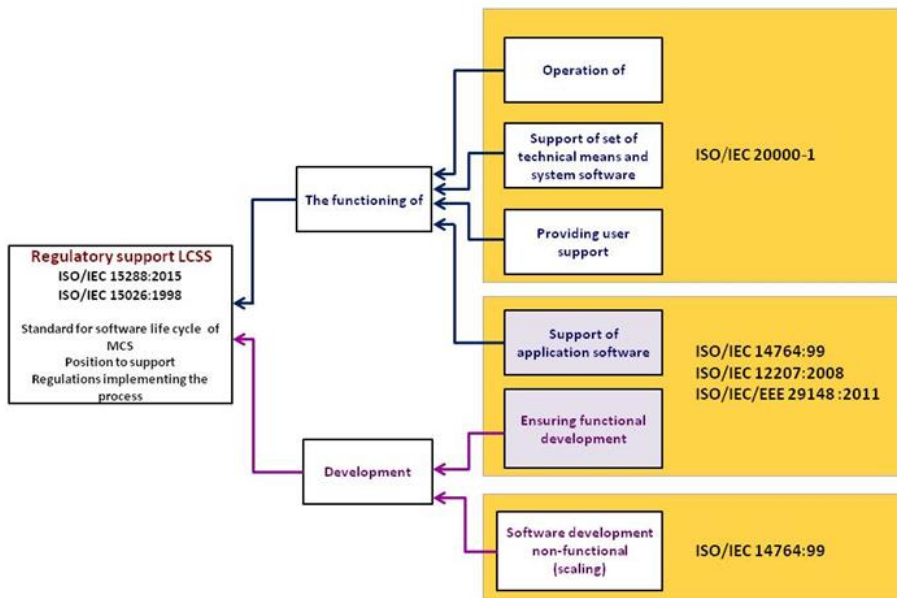 Operation of
Support of set of
technical means and
system software
ISO/IEC 20000-1
The functioning of
Providing user
support
Regulatory support LCSS
ISO/IEC 15288:2015
ISO/IEC 15026:1998
Standard for software life cycle of
MCS
Position to support
Regulations implementing the
process
Support of
application software
ISO/IEC 14764:99
ISO/IEC 12207:2008
ISO/IEC/EEE 29148 :2011
Ensuring functional
development
Development
Software development
non-functional
(scaling)
ISO/IEC 14764:99